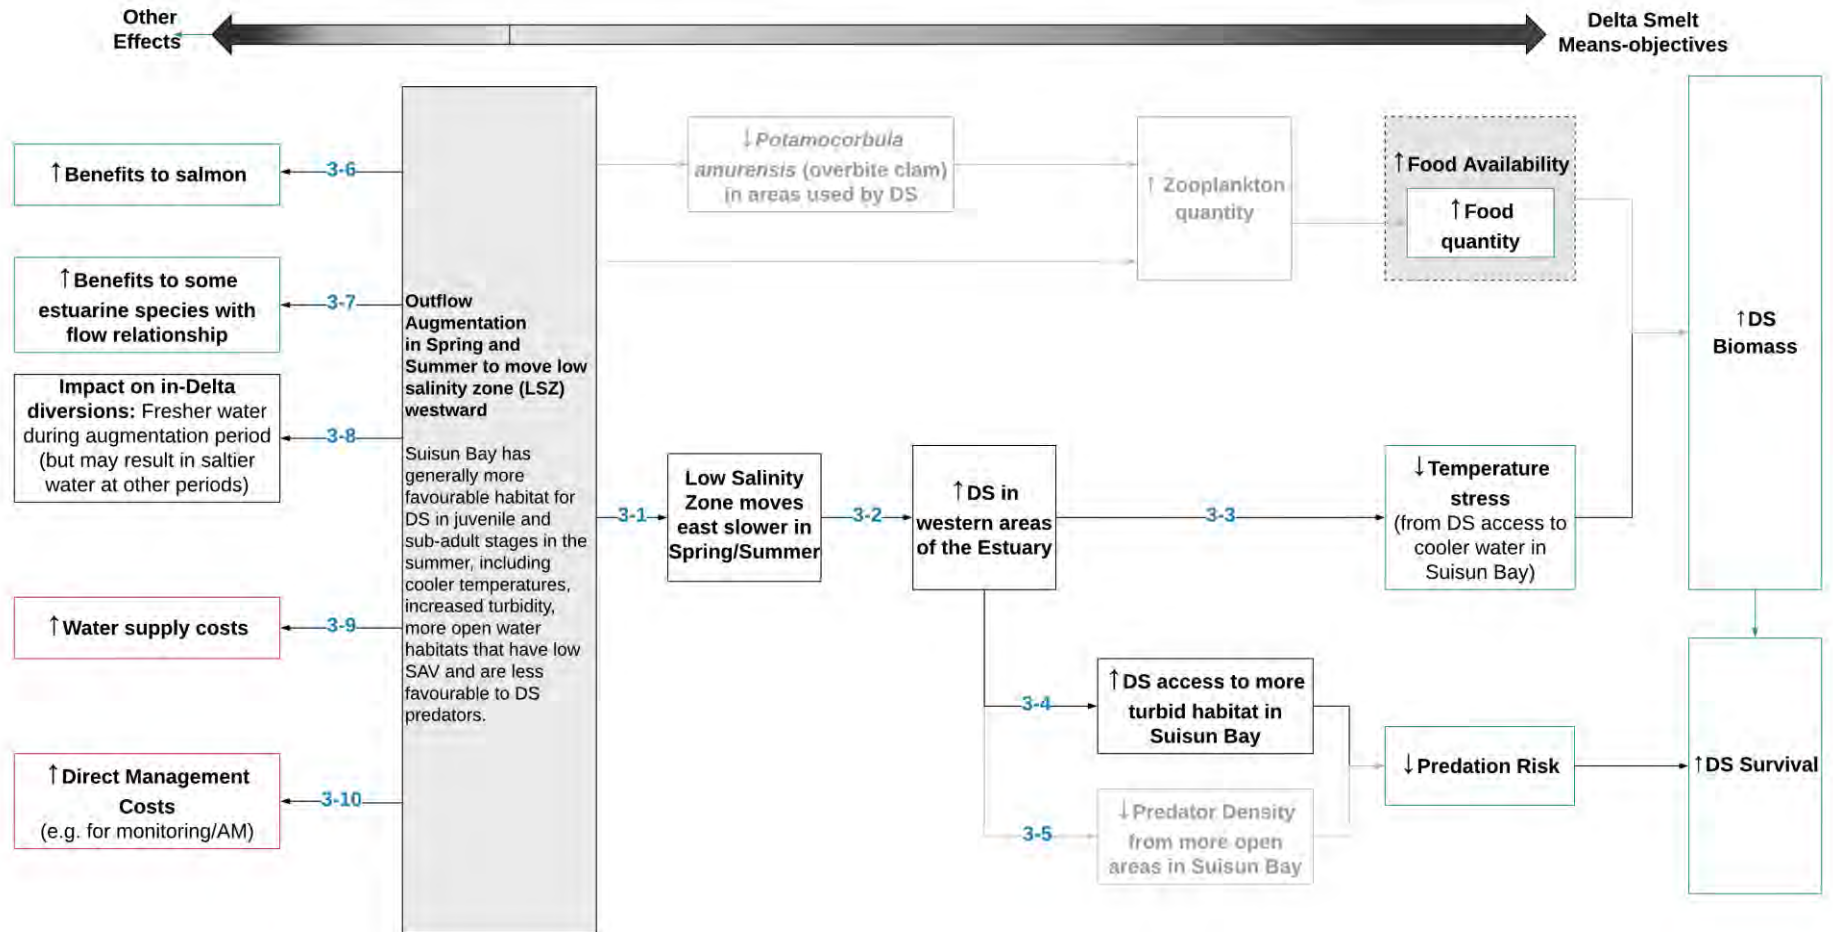 Other
Effects
Delta Smelt
Means-objectives
↑Benefits to salmon
3-6
↑Benefits to some
estuarine species with
flow relationship
3-7
Impact on in-Delta
diversions: Fresher water
during augmentation period
(but may result in saltier
water at other periods)
3-8
↑Water supply costs
3-9
↑Direct Management
Costs
(e.g. for monitoring/AM)
3-10
Outflow
Augmentation
in Spring and
Summer to move low
salinity zone (LSZ)
westward
Suisun Bay has
generally more
favourable habitat for
DS in juvenile and
sub-adult stages in the
summer, including
cooler temperatures,
increased turbidity,
more open water
habitats that have low
SAV and are less
favourable to DS
predators.
↓Potamocorbula
amurensis (overbite clam)
in areas used by DS
↑ Zooplankton
quantity
↑Food Availability
↑Food
quantity
3-1
Low Salinity
Zone moves
east slower in
Spring/Summer
3-2
↑DS in
western areas
of the Estuary
3-3
↓Temperature
stress
(from DS access to
cooler water in
Suisun Bay)
3-4
↑DS access to more
turbid habitat in
Suisun Bay
3-5
↓Predator Density
from more open
areas in Suisun Bay
↓Predation Risk
↑DS
Biomass
↑DS Survival